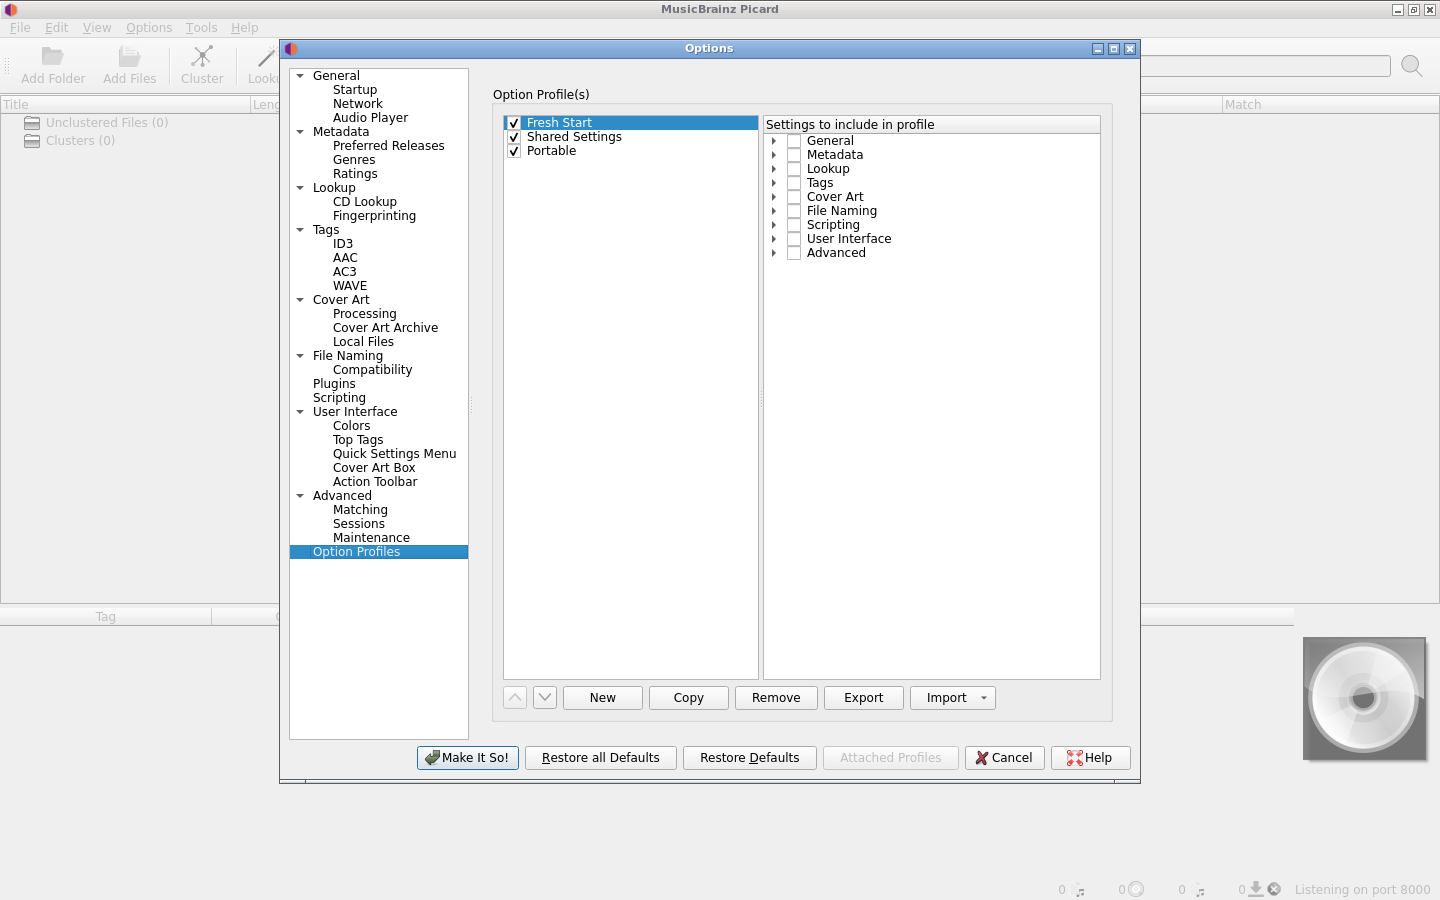 MusicBrainz Picard
File Edit View Options Tools Help
Options
Add Folder Add Files Cluster
Title
Match
Unclustered Files (0)
Clusters (0)
General
Startup
Network
Audio Player
Metadata
Preferred Releases
Genres
Ratings
Lookup
CD Lookup
Fingerprinting
Tags
ID3
AAC
AC3
WAVE
Cover Art
Processing
Cover Art Archive
Local Files
File Naming
Compatibility
Plugins
Scripting
User Interface
Colors
Top Tags
Quick Settings Menu
Cover Art Box
Action Toolbar
Advanced
Matching
Sessions
Maintenance
Option Profiles
Option Profile(s)
Fresh Start
Shared Settings
Portable
Settings to include in profile
General
Metadata
Lookup
Tags
Cover Art
File Naming
Scripting
User Interface
Advanced
New Copy Remove Export Import
Make It So! Restore all Defaults Restore Defaults Attached Profiles Cancel Help
Tag
0 0 0 0 Listening on port 8000